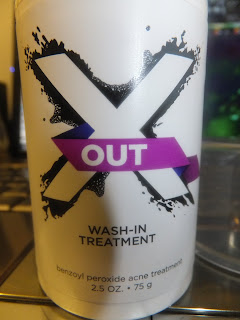 X
OUT
WASH-IN
TREATMENT
benzoyl peroxide acne treatment
2.5 OZ. • 75 g